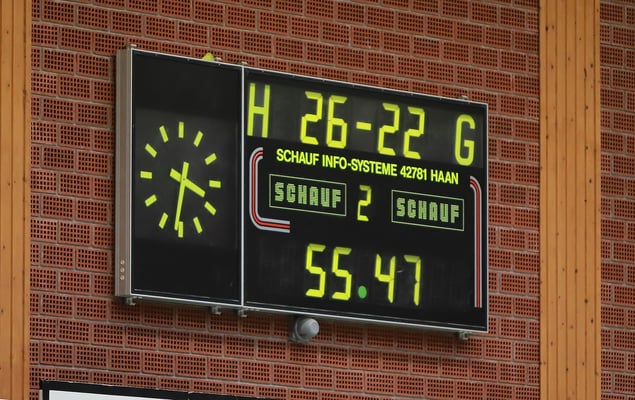 H 26-22 G
SCHAUF INFO-SYSTEME 42781 HAAN
SCHAUF 2 SCHAUF
55.47